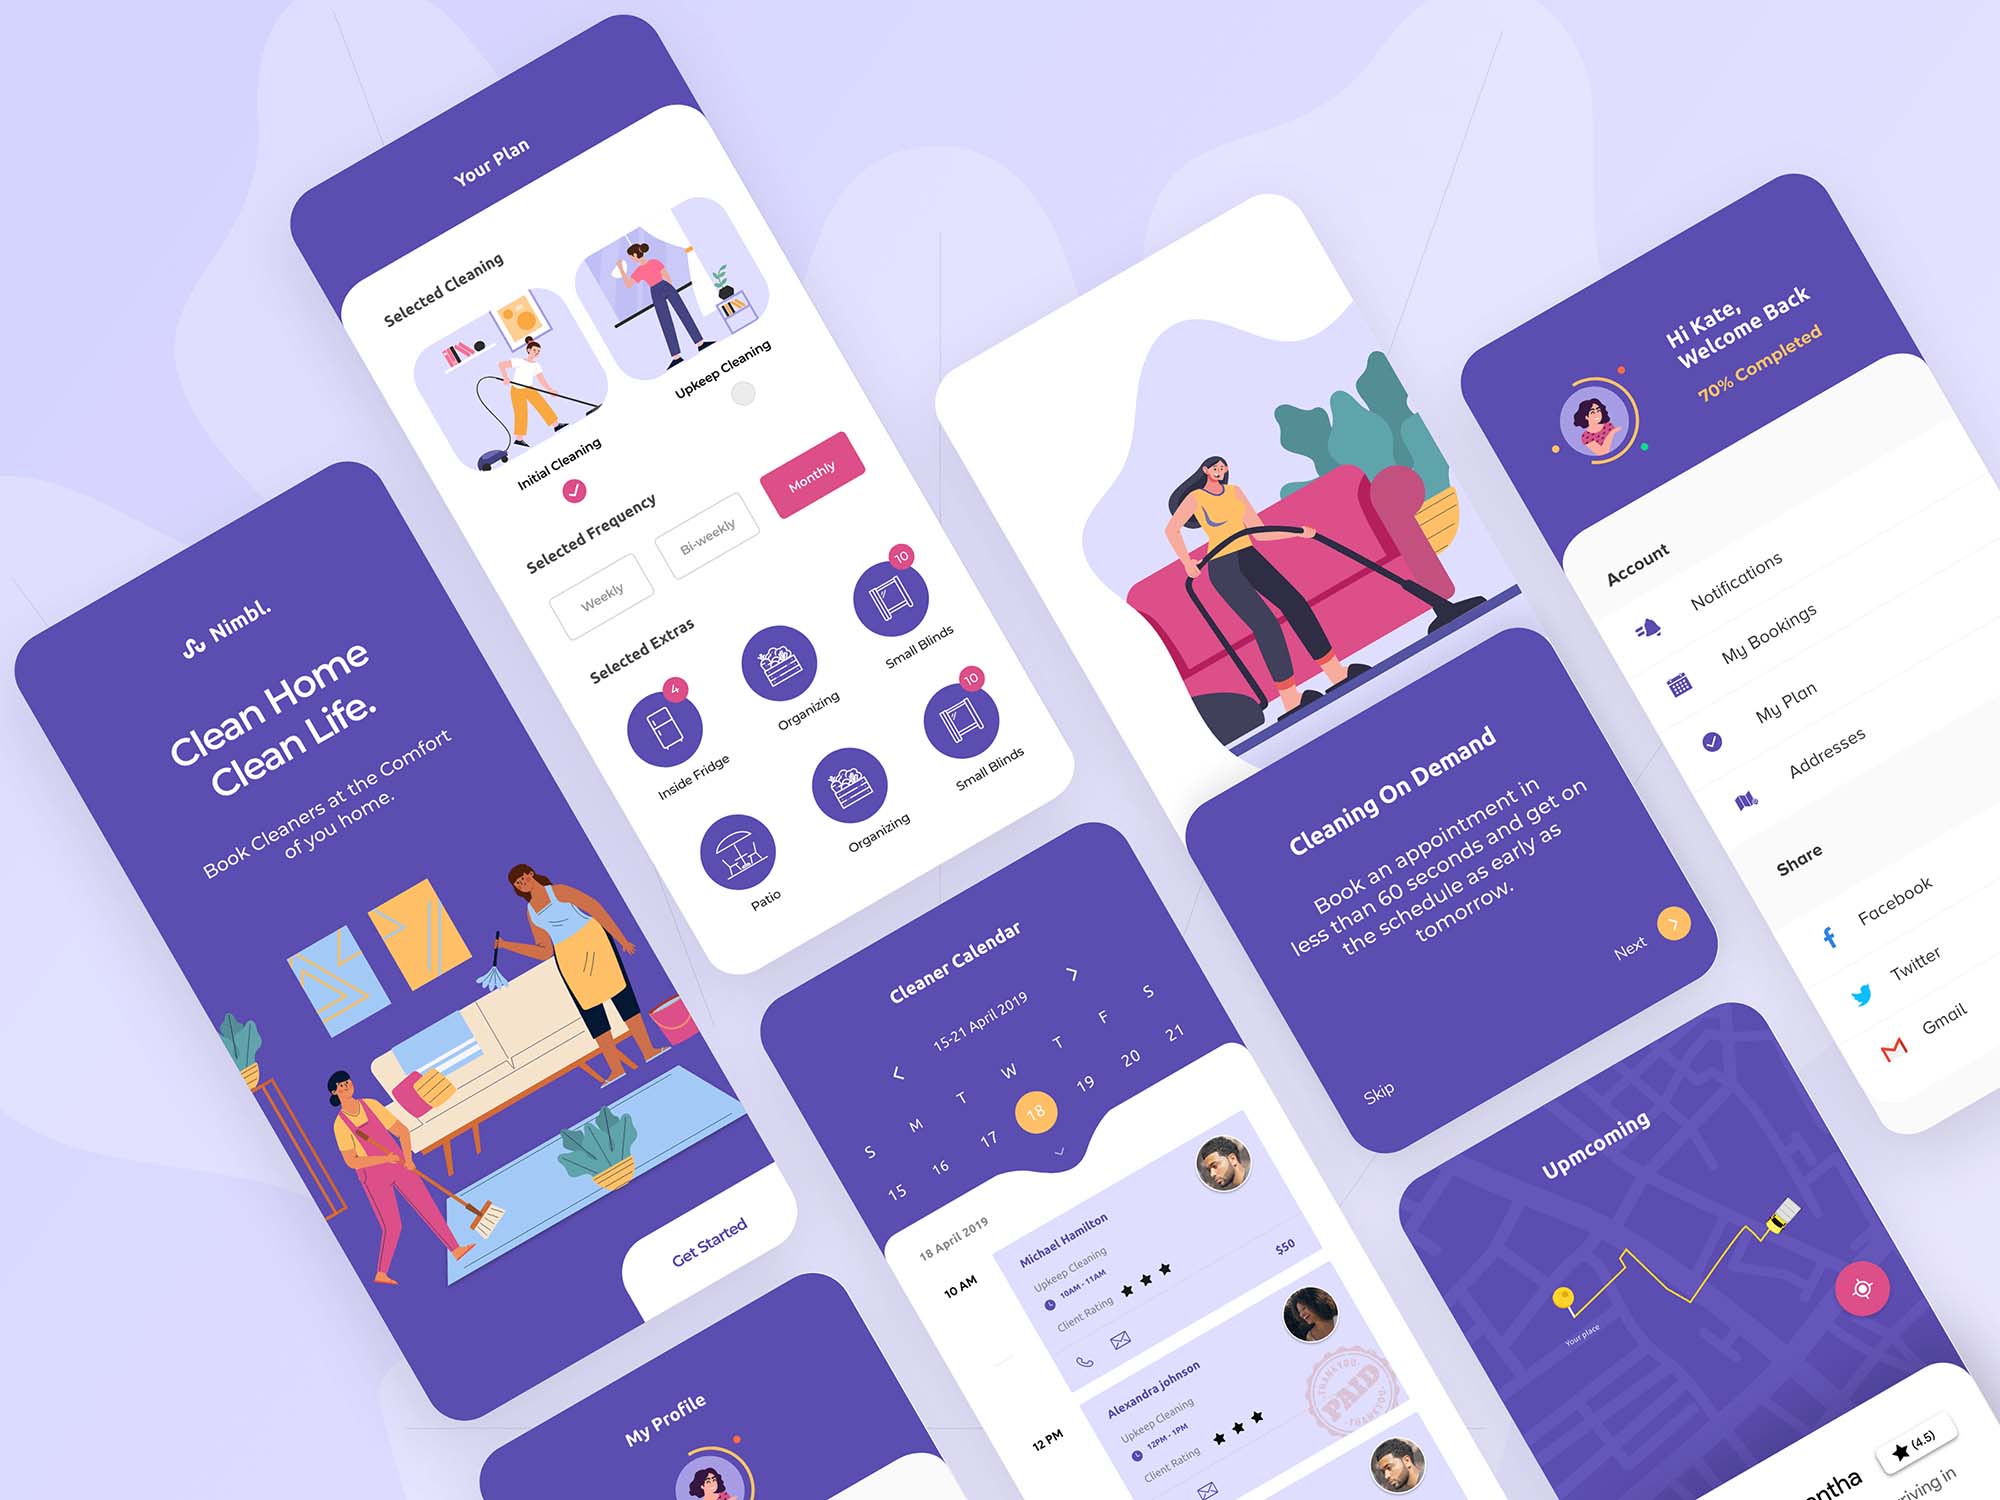 Your Plan
Selected Cleaning
Initial Cleaning
Upkeep Cleaning
Selected Frequency
Weekly
Bi-weekly
Monthly
Selected Extras
4
Inside Fridge
Organizing
10
Small Blinds
Patio
Organizing
10
Small Blinds
Nimbl.
Clean Home
Clean Life.
Book Cleaners at the Comfort
of you home.
Get Started
My Profile
Cleaner Calendar
15-21 April 2019
S M T W T F S
15 16 17 18 19 20 21
18 April 2019
10 AM
Michael Hamilton
Upkeep Cleaning
10AM - 11AM
Client Rating
$50
12 PM
Alexandra johnson
Upkeep Cleaning
12PM - 1PM
Client Rating
THANK YOU
PAID
THANK YOU
Cleaning On Demand
Book an appointment in
less than 60 seconds and get on
the schedule as early as
tomorrow.
Next
Skip
Hi Kate,
Welcome Back
70% Completed
Account
Notifications
My Bookings
My Plan
Addresses
Share
Facebook
Twitter
Gmail
Upmcoming
Your place
(4.5)
antha
riving in